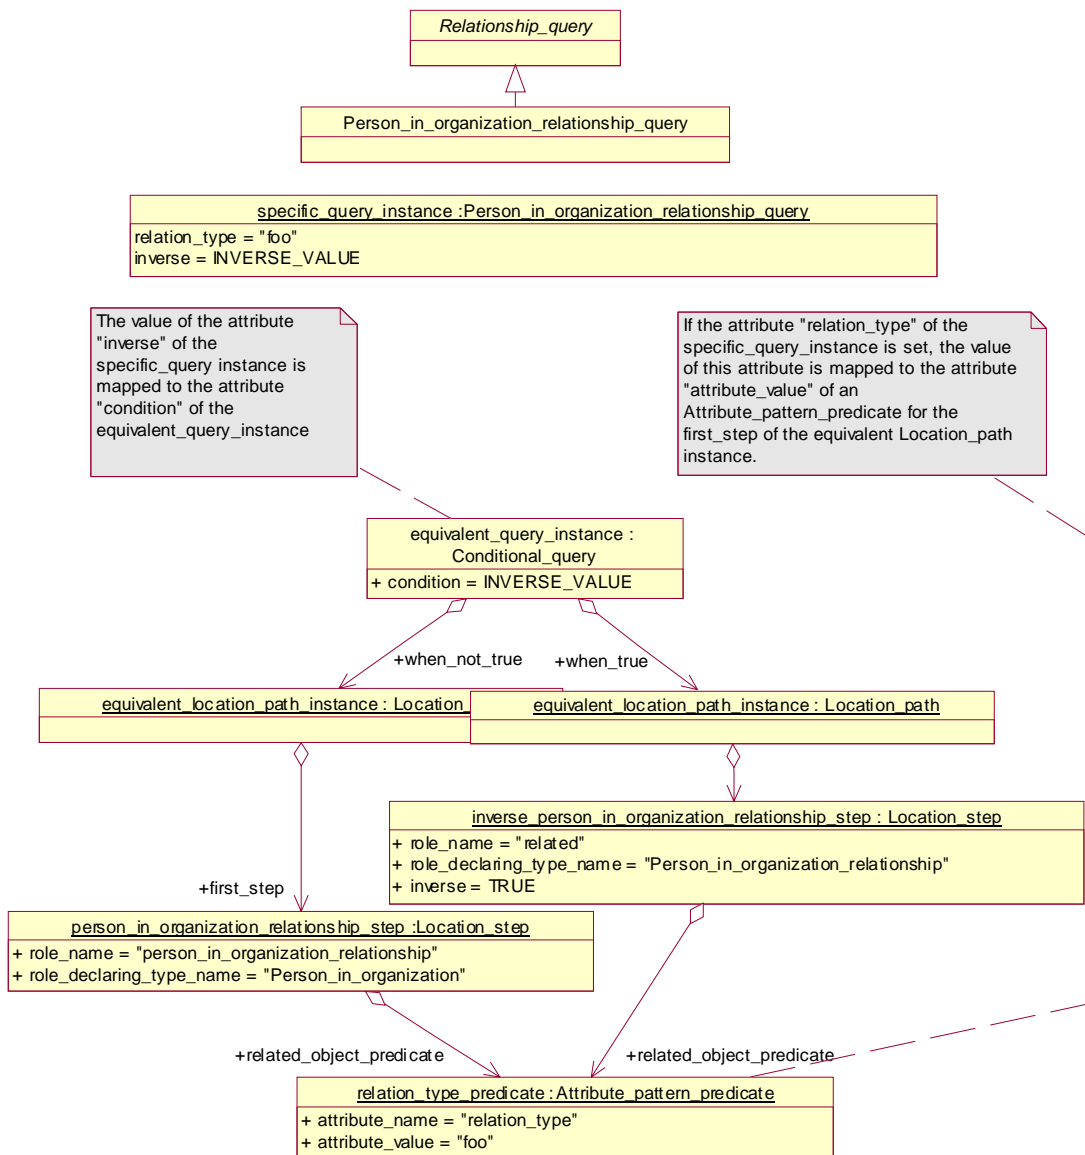 Relationship_query
Person_in_organization_relationship_query
specific_query_instance :Person_in_organization_relationship_query
relation_type = "foo"
inverse = INVERSE_VALUE
The value of the attribute
"inverse" of the
specific_query instance is
mapped to the attribute
"condition" of the
equivalent_query_instance
If the attribute "relation_type" of the
specific_query_instance is set, the value
of this attribute is mapped to the attribute
"attribute_value" of an
Attribute_pattern_predicate for the
first_step of the equivalent Location_path
instance.
equivalent_query_instance :
Conditional_query
+ condition = INVERSE_VALUE
+when_not_true
+when_true
equivalent_location_path_instance : Location_
equivalent_location_path_instance : Location_path
inverse_person_in_organization_relationship_step : Location_step
+ role_name = "related"
+ role_declaring_type_name = "Person_in_organization_relationship"
+ inverse = TRUE
+first_step
person_in_organization_relationship_step :Location_step
+ role_name = "person_in_organization_relationship"
+ role_declaring_type_name = "Person_in_organization"
+related_object_predicate
+related_object_predicate
relation_type_predicate : Attribute_pattern_predicate
+ attribute_name = "relation_type"
+ attribute_value = "foo"